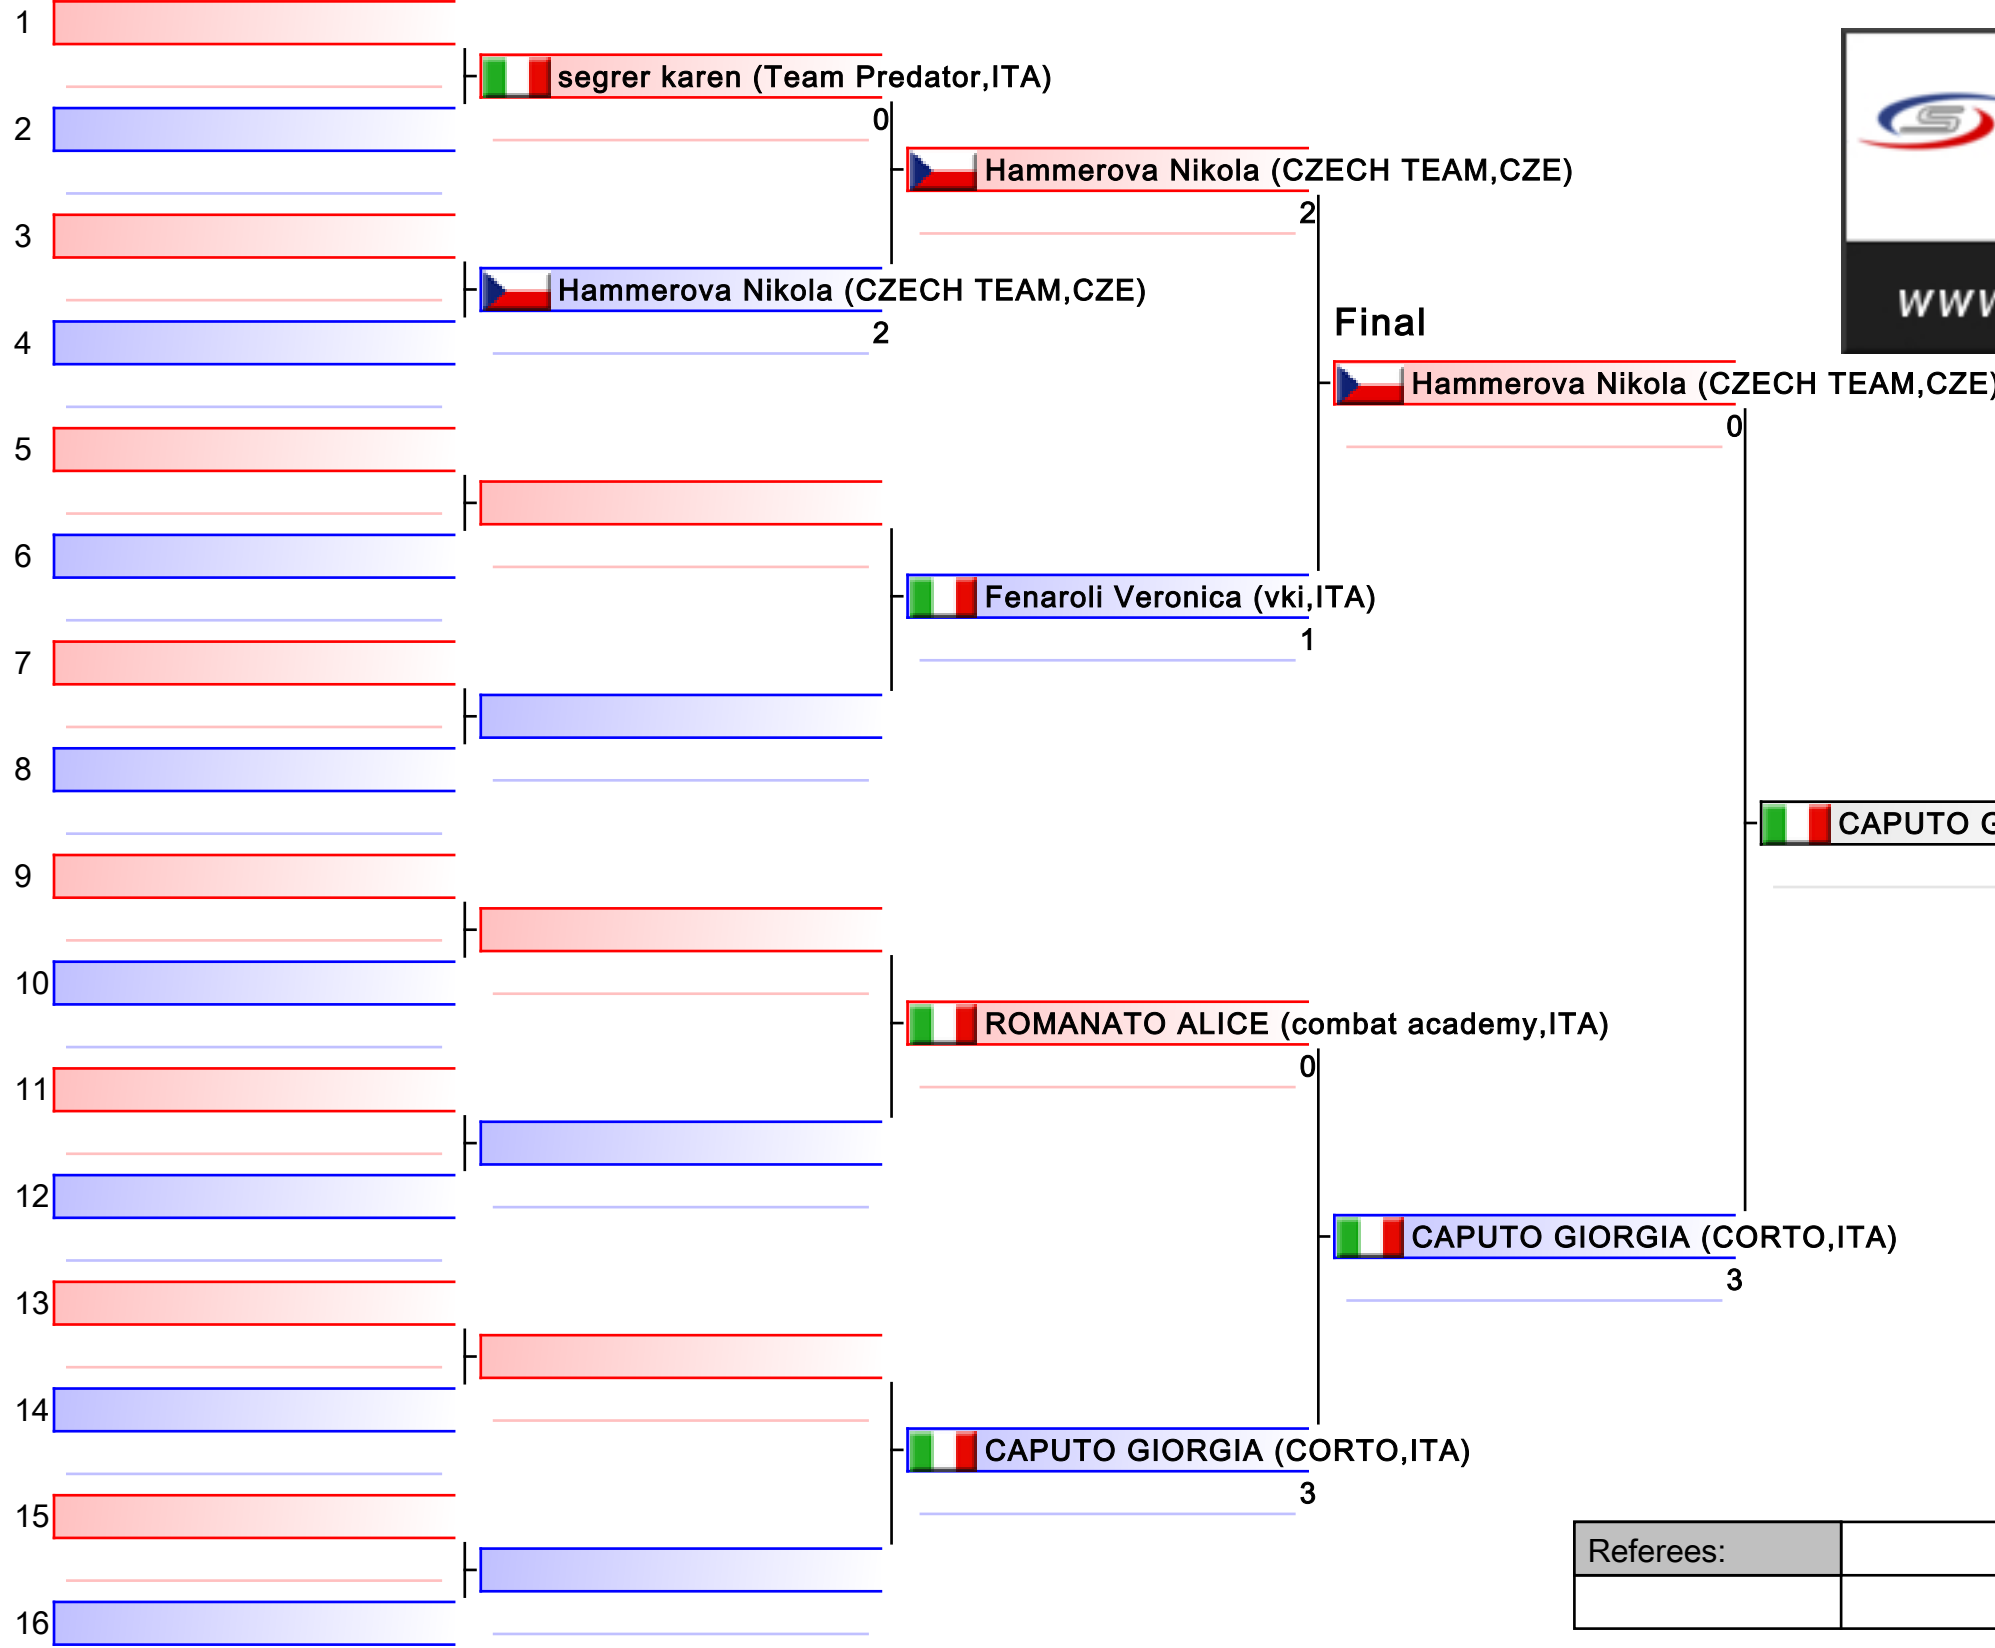 1
segrer karen (Team Predator,ITA)
0
2
Hammerova Nikola (CZECH TEAM,CZE)
2
3
Hammerova Nikola (CZECH TEAM,CZE)
2
4
Final
Hammerova Nikola (CZECH TEAM,CZE)
0
5
6
Fenaroli Veronica (vki,ITA)
1
7
8
CAPUTO G
9
10
ROMANATO ALICE (combat academy,ITA)
0
11
12
CAPUTO GIORGIA (CORTO,ITA)
3
13
14
CAPUTO GIORGIA (CORTO,ITA)
3
15
16
Referees:
S
www